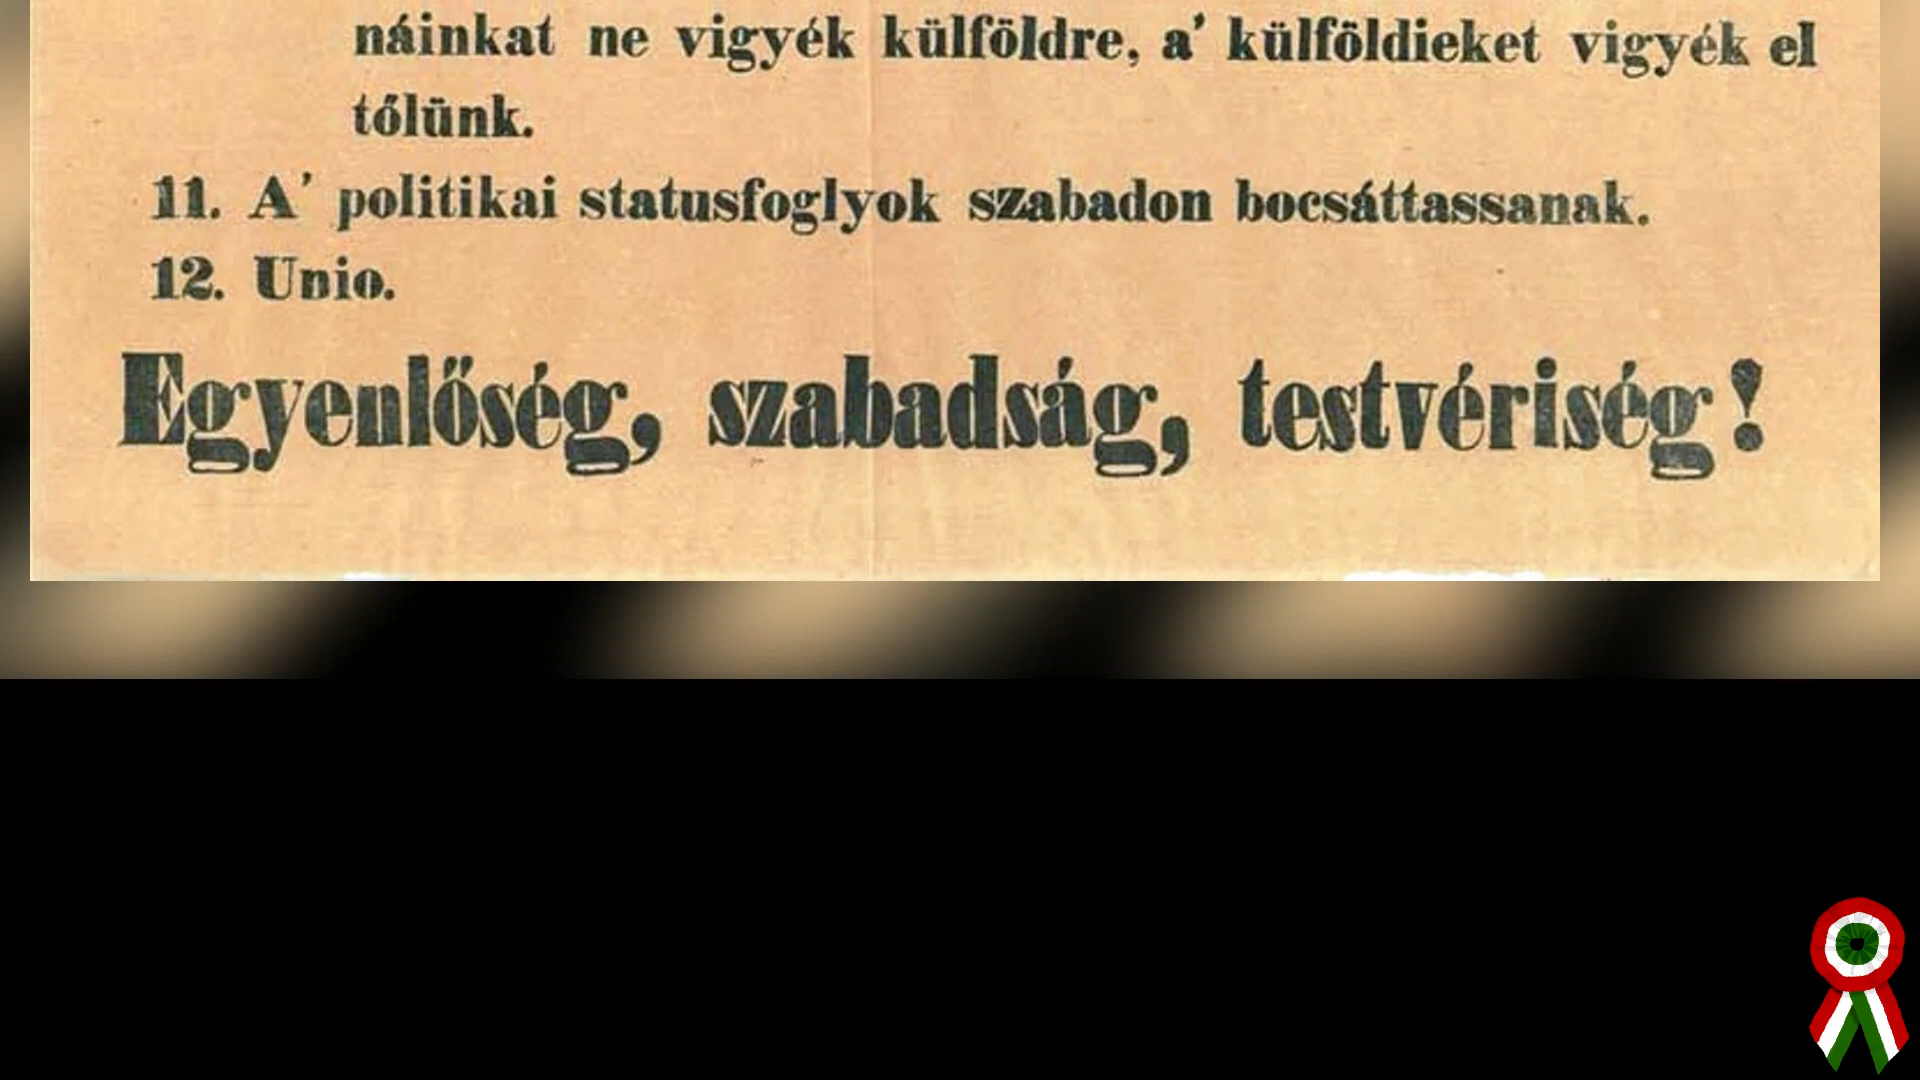 náinkat ne vigyék külföldre, a' külföldieket vigyék el
tőlünk.
11. A' politikai statusfoglyok szabadon bocsáttassanak.
12. Unio.
Egyenlőség, szabadság, testvériség!